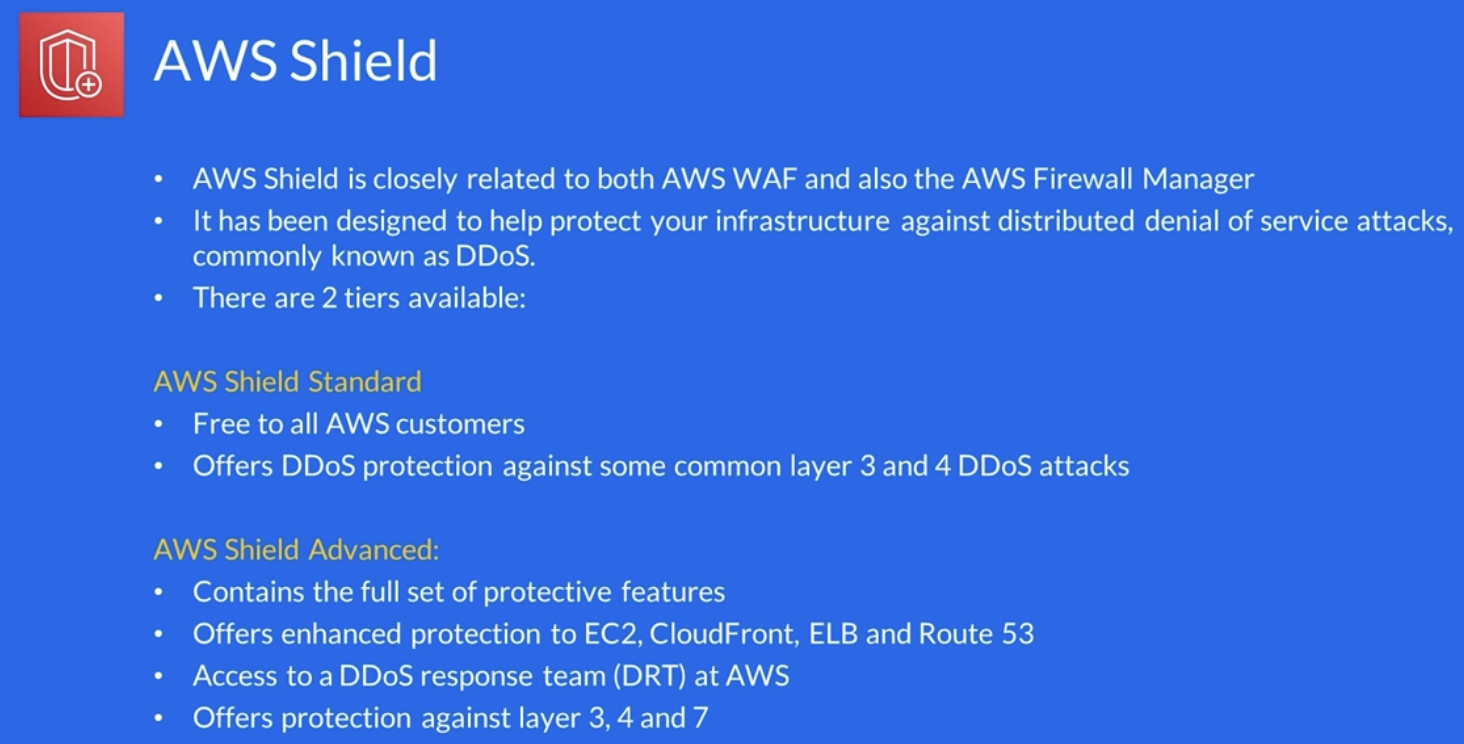 AWS Shield
• AWS Shield is closely related to both AWS WAF and also the AWS Firewall Manager
• It has been designed to help protect your infrastructure against distributed denial of service attacks,
commonly known as DDoS.
• There are 2 tiers available:
AWS Shield Standard
• Free to all AWS customers
• Offers DDoS protection against some common layer 3 and 4 DDoS attacks
AWS Shield Advanced:
• Contains the full set of protective features
• Offers enhanced protection to EC2, CloudFront, ELB and Route 53
• Access to a DDoS response team (DRT) at AWS
• Offers protection against layer 3, 4 and 7